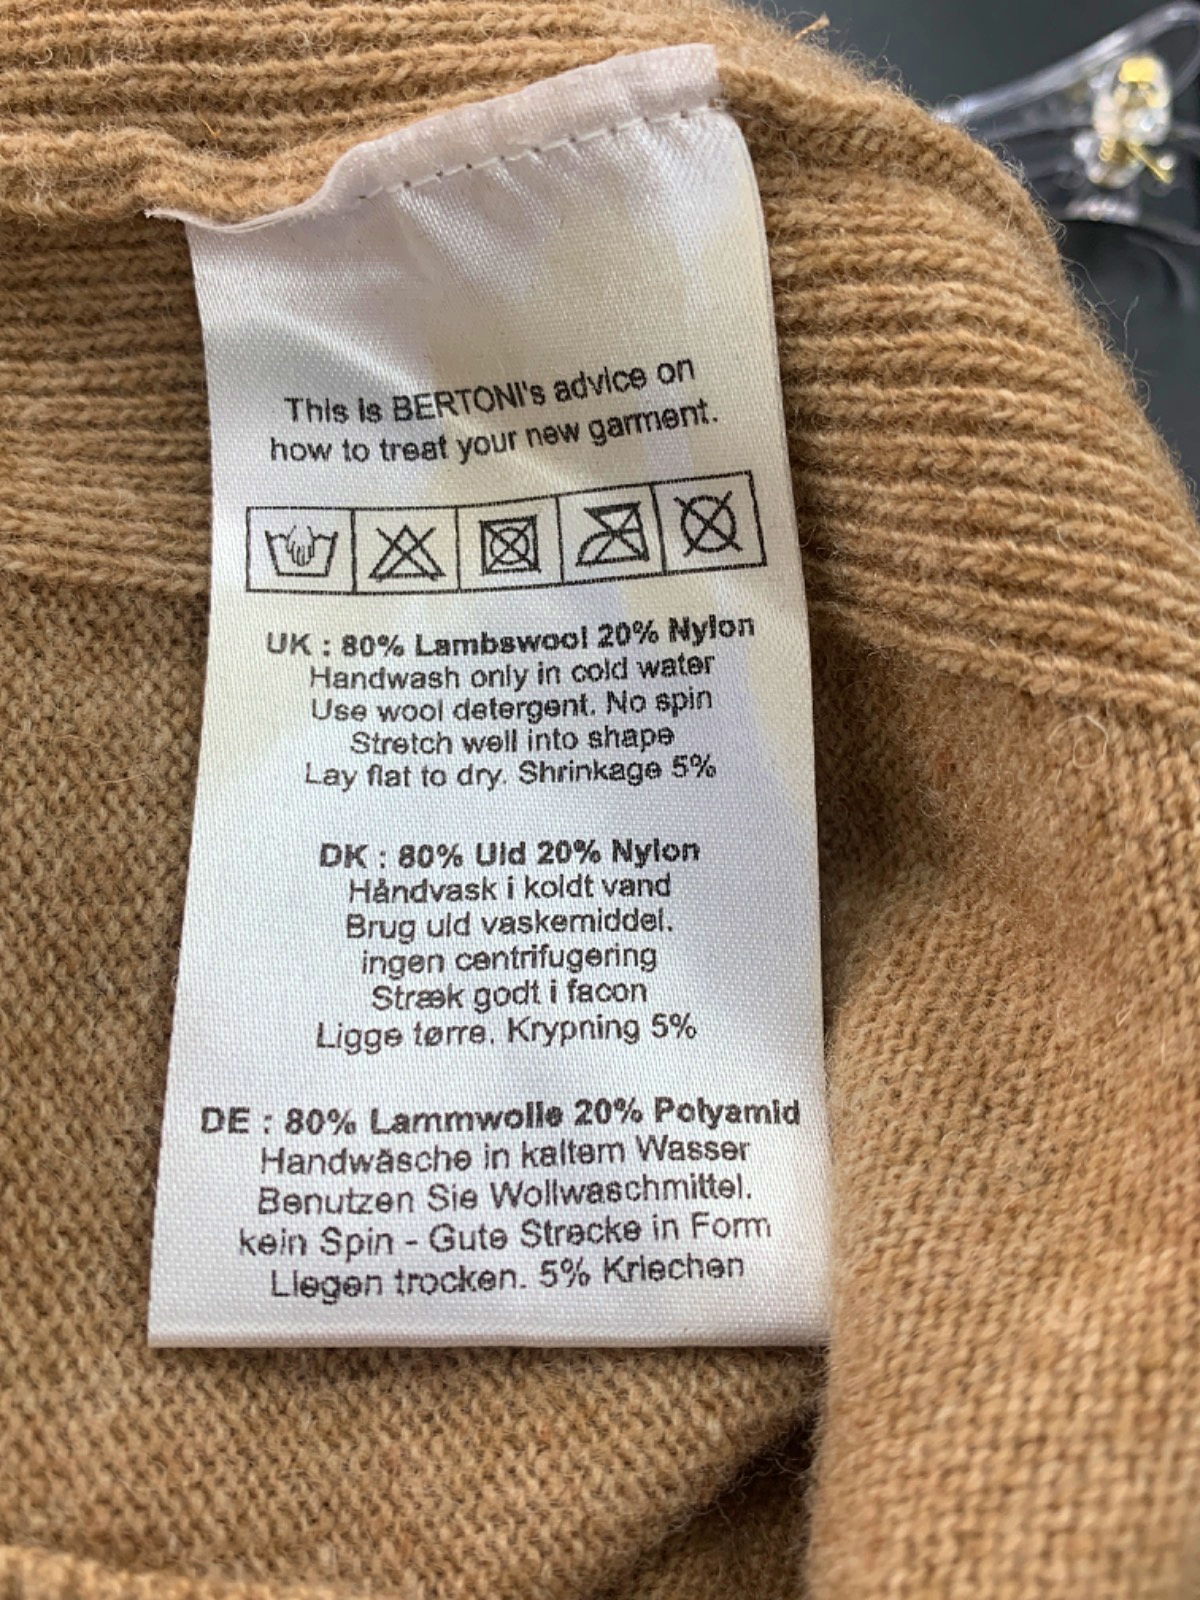 This is BERTONI's advice on
how to treat your new garment.
UK : 80% Lambswool 20% Nylon
Handwash only in cold water
Use wool detergent. No spin
Stretch well into shape
Lay flat to dry. Shrinkage 5%
DK : 80% Uld 20% Nylon
Håndvask i koldt vand
Brug uld vaskemiddel.
ingen centrifugering
Stræk godt i facon
Ligge tørre. Krypning 5%
DE : 80% Lammwolle 20% Polyamid
Handwäsche in kaltem Wasser
Benutzen Sie Wollwaschmittel.
kein Spin - Gute Strecke in Form
Liegen trocken. 5% Kriechen